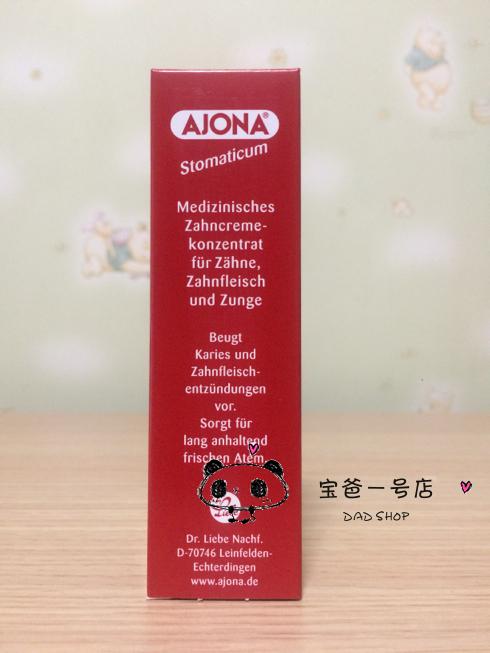 AJONA®
Stomaticum
Medizinisches
Zahncreme-
konzentrat
für Zähne,
Zahnfleisch
und Zunge
Beugt
Karies und
Zahnfleisch-
entzündungen
vor.
Sorgt für
lang anhaltend
frischen Atem.
宝爸一号店
DAD SHOP
Dr. Liebe Nachf.
D-70746 Leinfelden-
Echterdingen
www.ajona.de